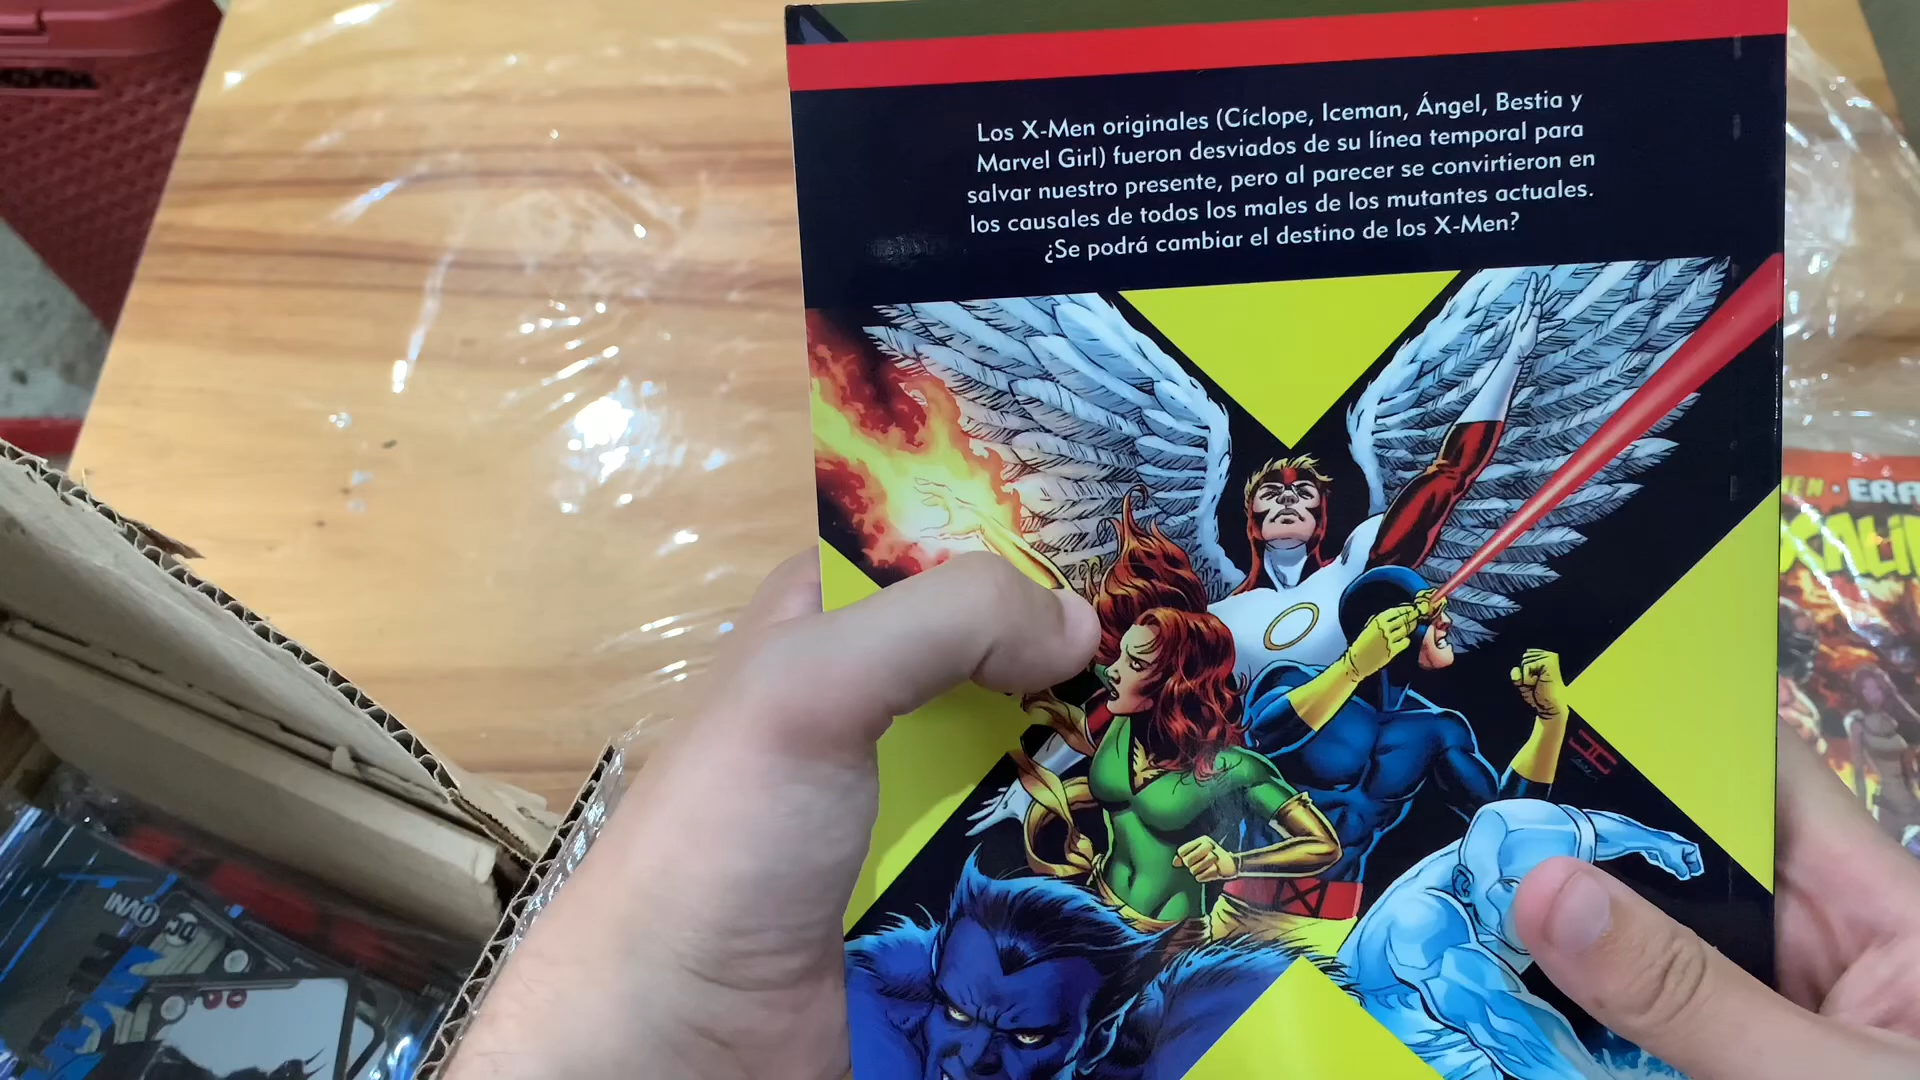 Los X-Men originales (Cíclope, Iceman, Ángel, Bestia y
Marvel Girl) fueron desviados de su línea temporal para
salvar nuestro presente, pero al parecer se convirtieron en
los causales de todos los males de los mutantes actuales.
¿Se podrá cambiar el destino de los X-Men?
DC